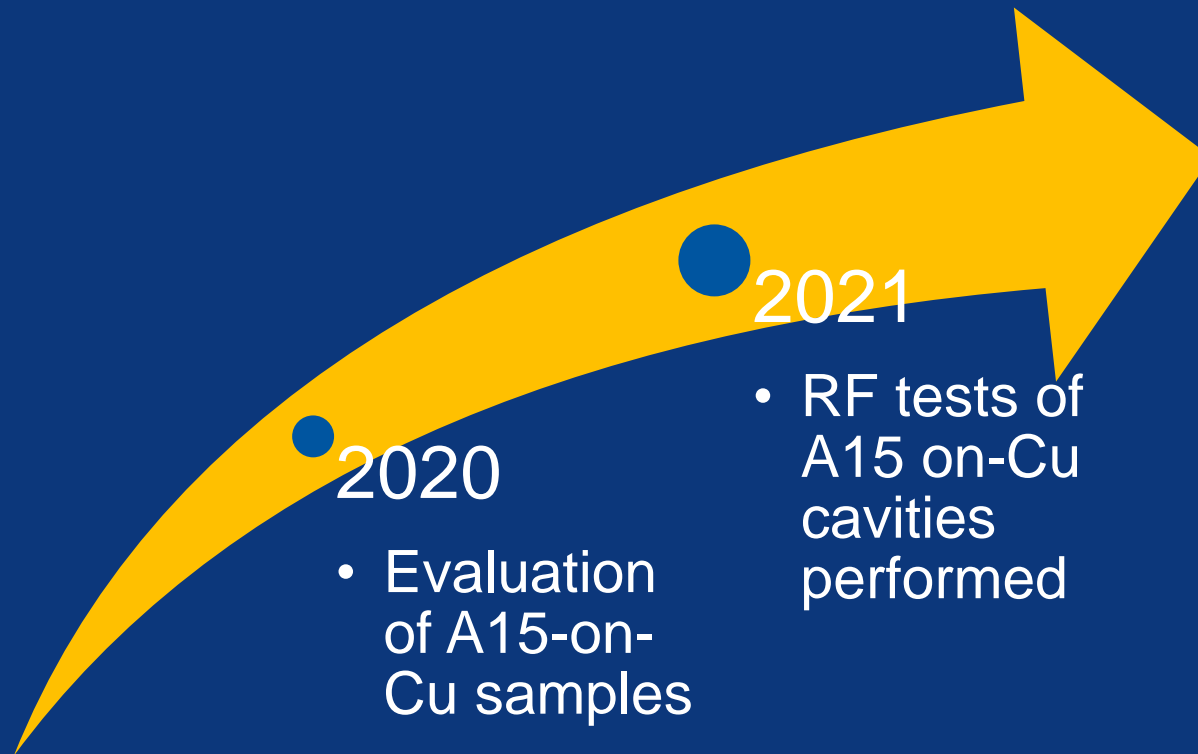 2020
• Evaluation
of A15-on-
Cu samples
2021
• RF tests of
A15 on-Cu
cavities
performed